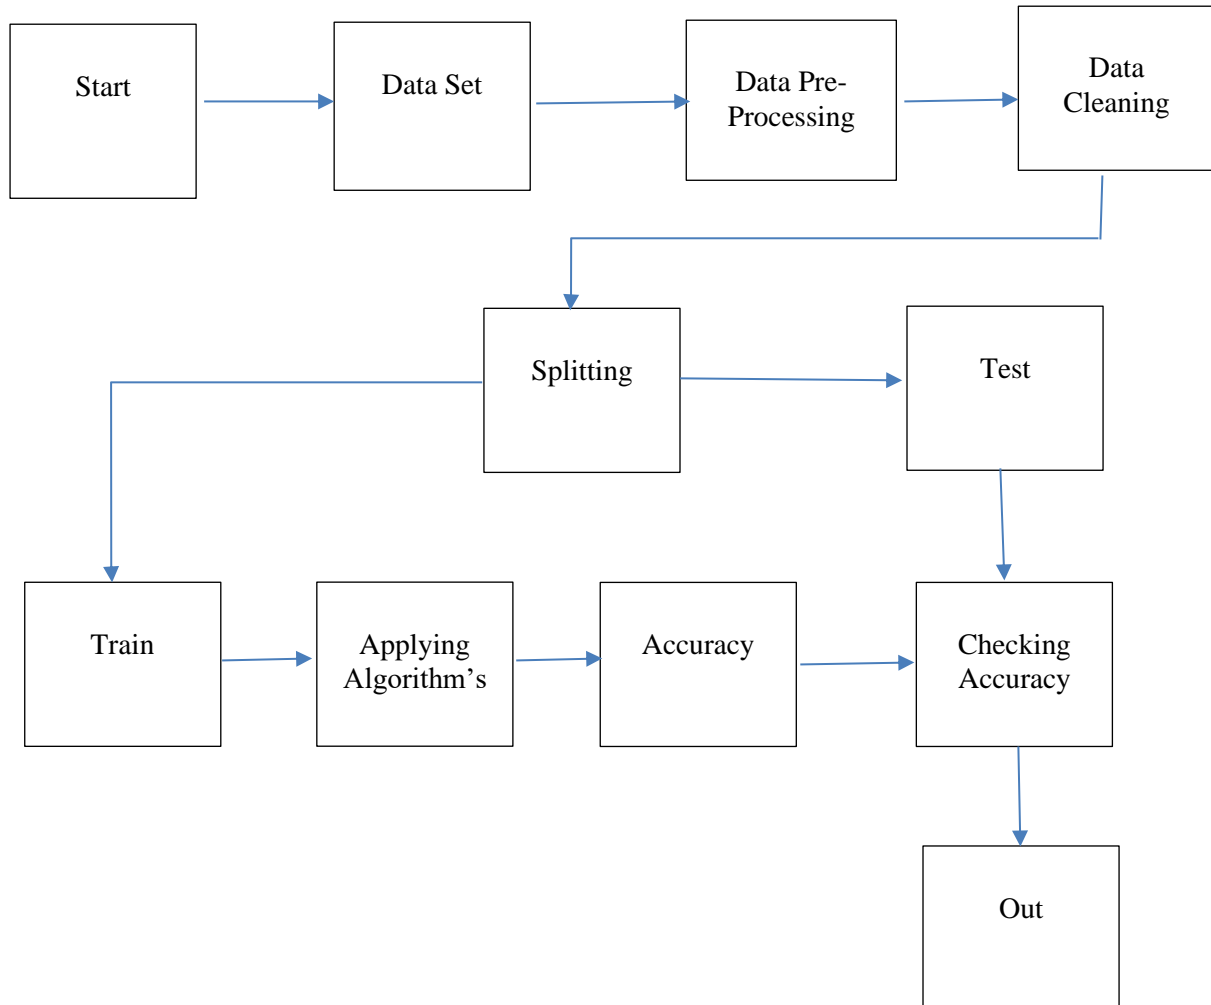 Start
Data Set
Data Pre-
Processing
Data
Cleaning
Splitting
Test
Train
Applying
Algorithm’s
Accuracy
Checking
Accuracy
Out